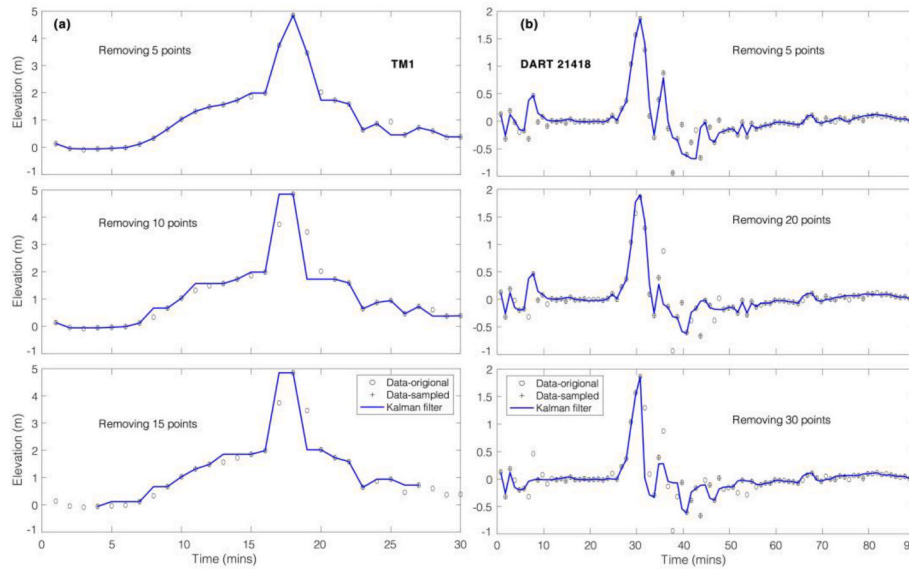 (a)
Removing 5 points
TM1
Elevation (m)
5
4
3
2
1
0
-1
Removing 10 points
Elevation (m)
5
4
3
2
1
0
-1
Removing 15 points
Data-origional
Data-sampled
Kalman filter
Elevation (m)
5
4
3
2
1
0
-1
0 5 10 15 20 25 30
Time (mins)
(b)
Removing 5 points
DART 21418
2
1.5
1
0.5
0
-0.5
-1
Removing 20 points
2
1.5
1
0.5
0
-0.5
-1
Data-origional
Data-sampled
Kalman filter
Removing 30 points
2
1.5
1
0.5
0
-0.5
-1
0 10 20 30 40 50 60 70 80 90
Time (mins)